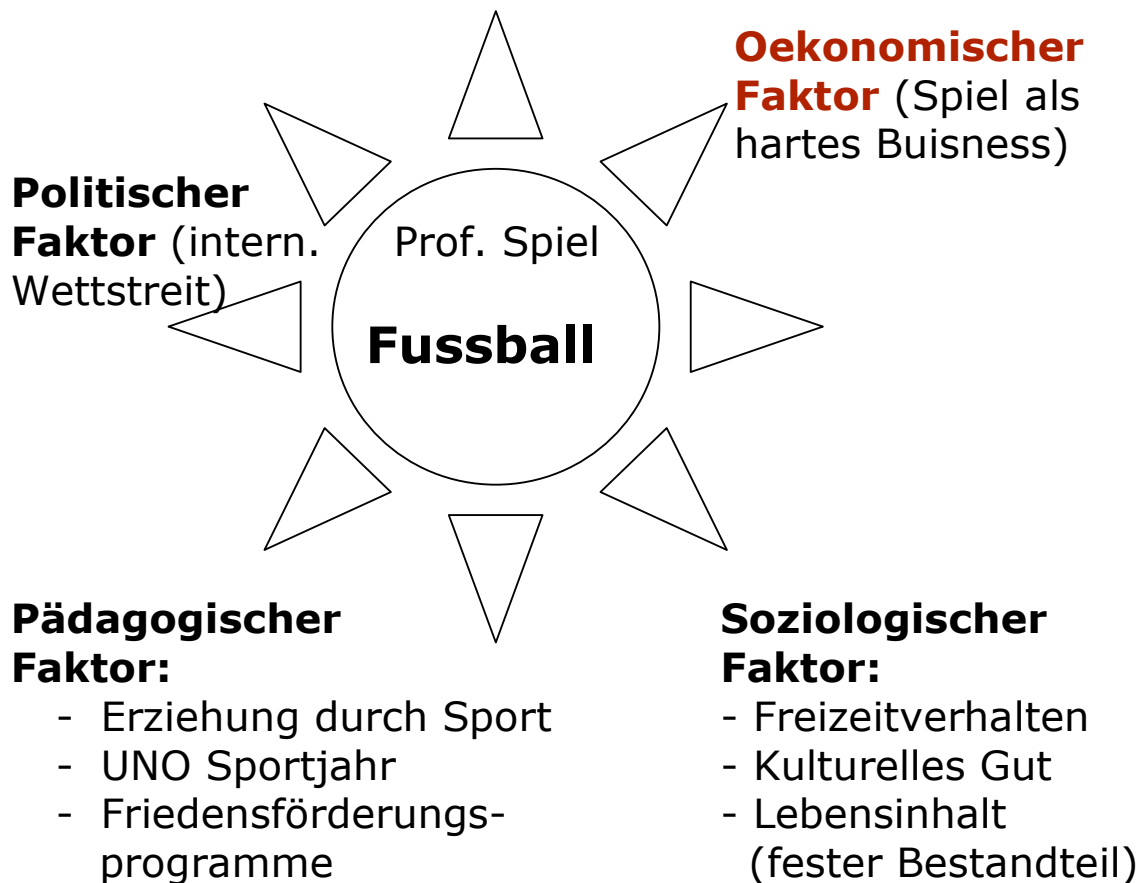 Oekonomischer
Faktor (Spiel als
hartes Buisness)
Politischer
Faktor (intern.
Wettstreit)
Prof. Spiel
Fussball
Pädagogischer
Faktor:
- Erziehung durch Sport
- UNO Sportjahr
- Friedensförderungs-
programme
Soziologischer
Faktor:
- Freizeitverhalten
- Kulturelles Gut
- Lebensinhalt
(fester Bestandteil)